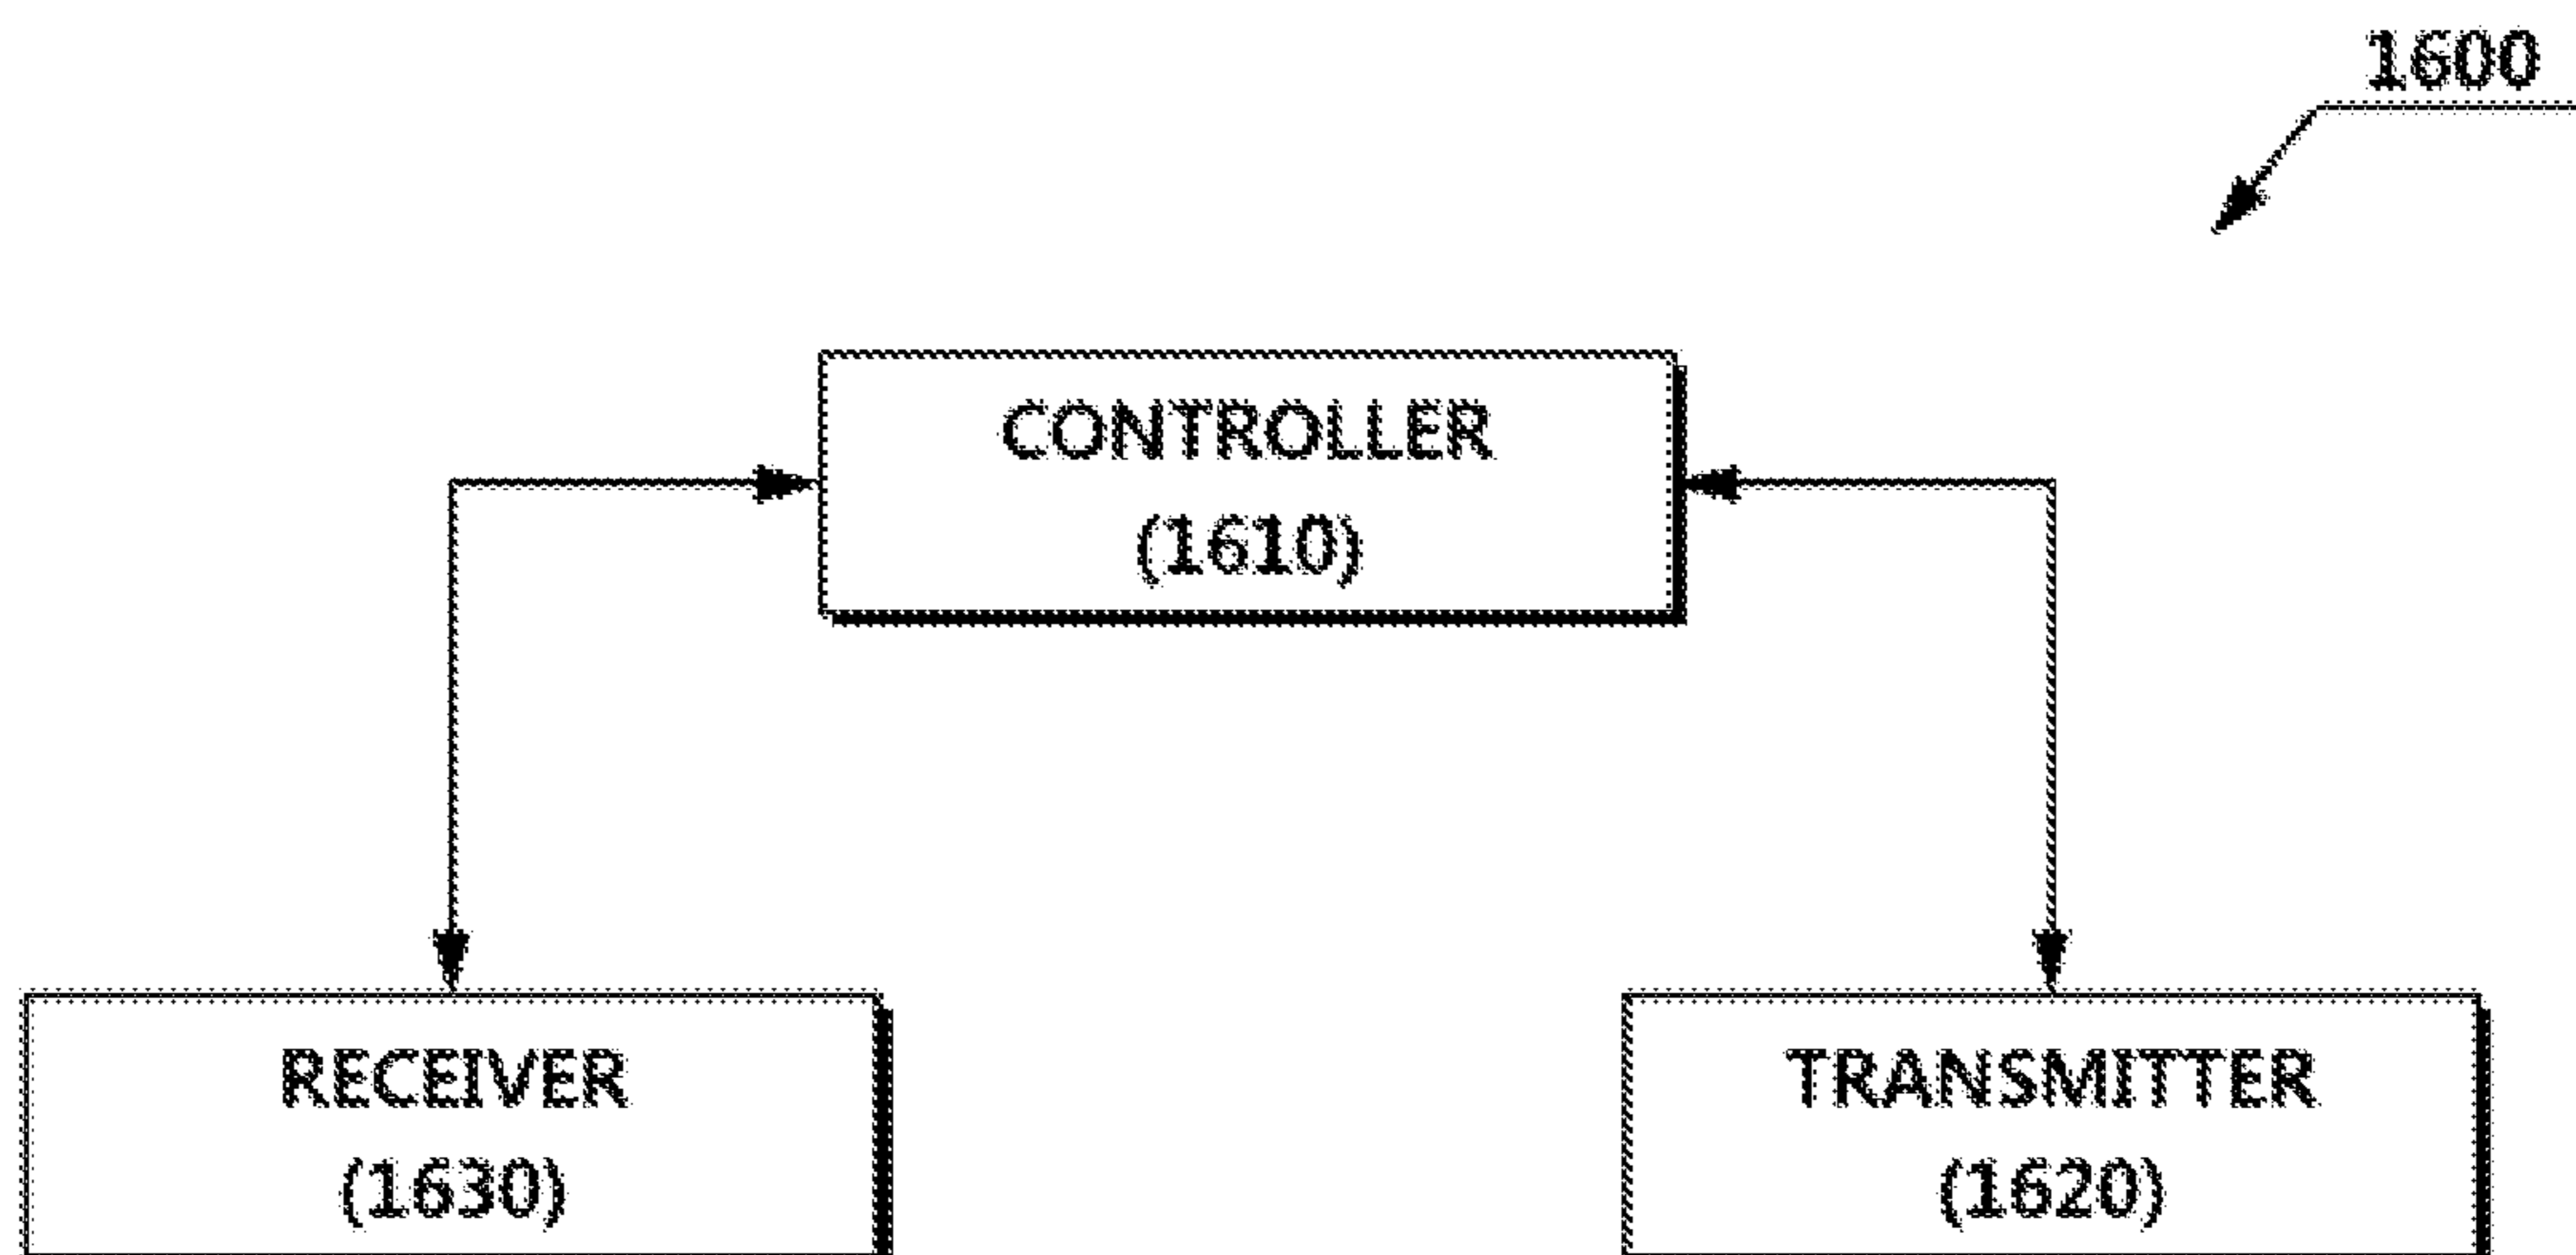 1600
CONTROLLER
(1610)
RECEIVER
(1630)
TRANSMITTER
(1620)